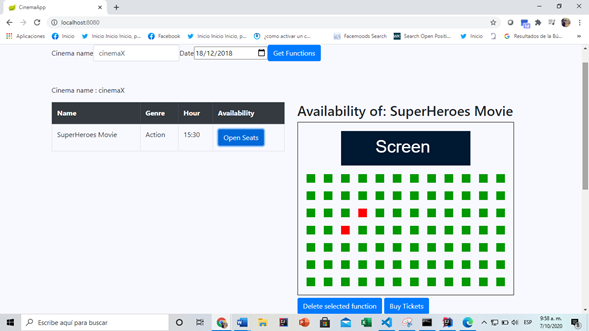 CinemaApp
localhost:8080
Aplicaciones Inicio Inicio Inicio Inicio, p... Facebook Inicio Inicio Inicio, p... ¿como activar un c... Facemoods Search Search Open Positi... Inicio Resultados de la Bú...
Cinema name cinemaX Date 18/12/2018 Get Functions
Cinema name : cinemaX
Name Genre Hour Availability
SuperHeroes Movie Action 15:30 Open Seats
Availability of: SuperHeroes Movie
Screen
Delete selected function Buy Tickets
Escribe aquí para buscar
ESP
9:58 a. m.
7/10/2020